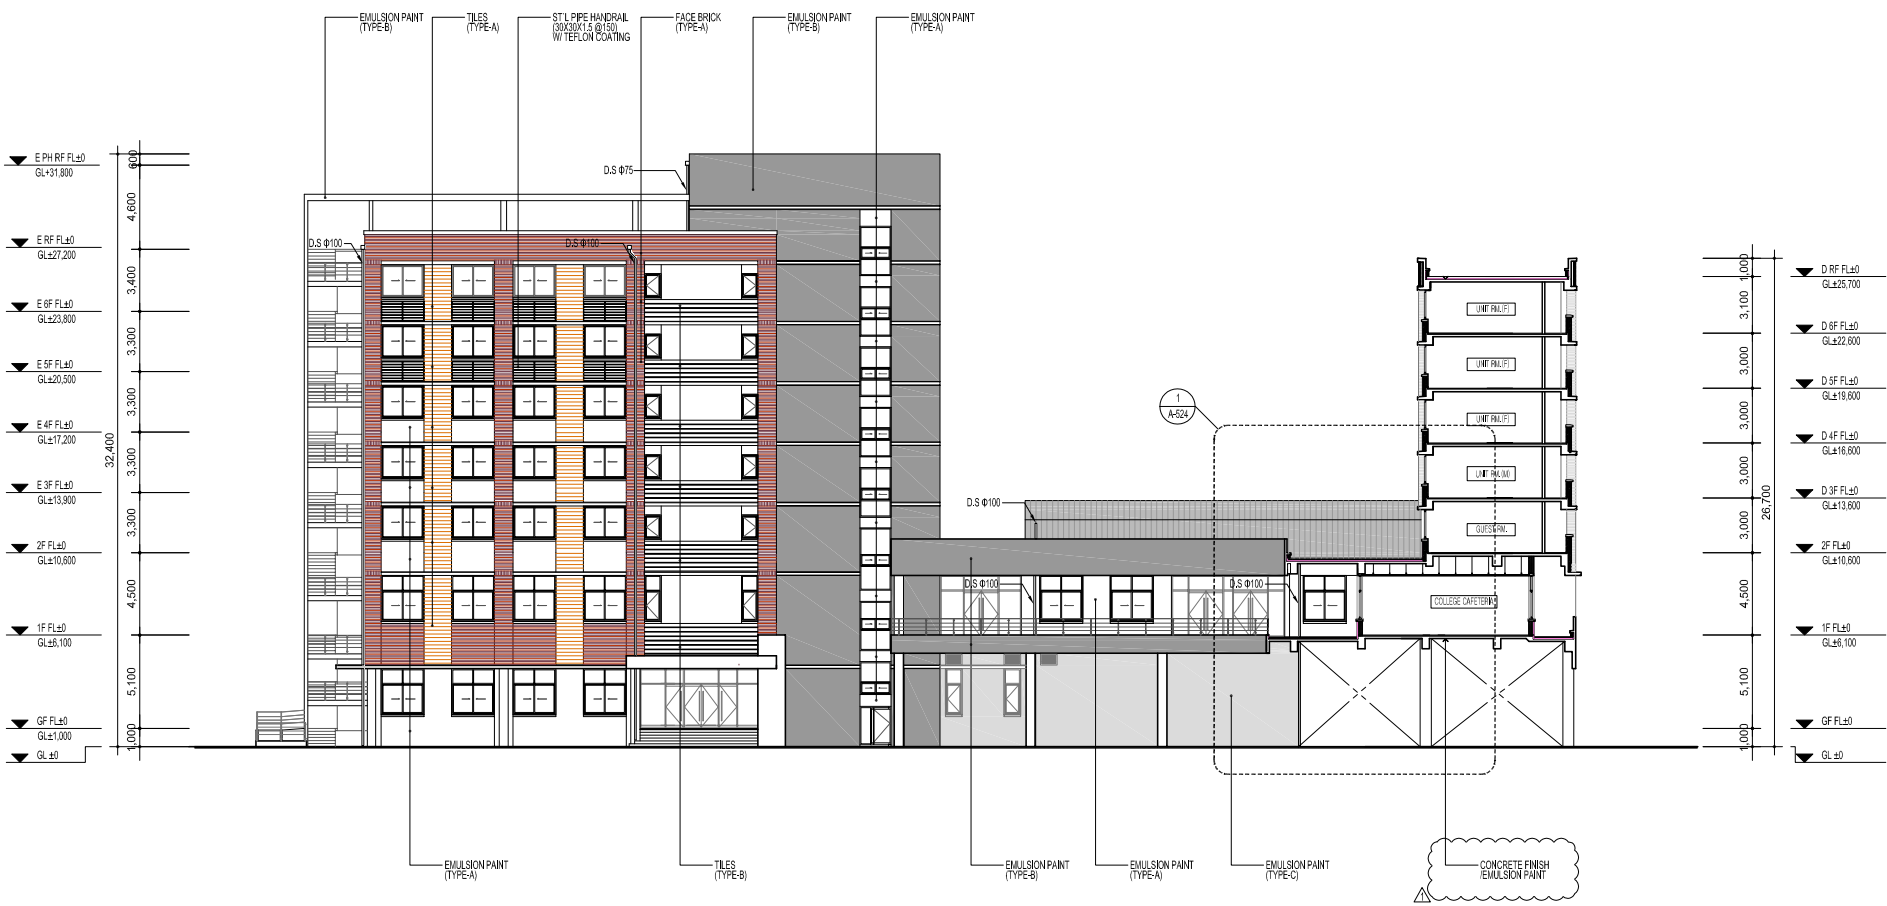 EMULSION PAINT
(TYPE-B)
TILES
(TYPE-A)
ST'L PIPE HANDRAIL
(30X30X1.5 @150)
W/ TEFLON COATING
FACE BRICK
(TYPE-A)
EMULSION PAINT
(TYPE-B)
EMULSION PAINT
(TYPE-A)
E PH RF FL±0
GL+31,800
E RF FL±0
GL±27,200
E 6F FL±0
GL±23,800
E 5F FL±0
GL±20,500
E 4F FL±0
GL±17,200
E 3F FL±0
GL±13,900
2F FL±0
GL±10,600
1F FL±0
GL±6,100
GF FL±0
GL±1,000
GL ±0
32,400
600
4,600
3,400
3,300
3,300
3,300
3,300
4,500
5,100
1,000
D.S Φ75
D.S Φ100
D.S Φ100
D.S Φ100
D.S Φ100
D.S Φ100
1
A-524
UNIT RM.(F)
UNIT RM.(F)
UNIT RM.(F)
UNIT RM.(M)
GUEST RM.
COLLEGE CAFETERIA
1,000
3,100
3,000
3,000
3,000
3,000
4,500
5,100
1,000
26,700
D RF FL±0
GL±25,700
D 6F FL±0
GL±22,600
D 5F FL±0
GL±19,600
D 4F FL±0
GL±16,600
D 3F FL±0
GL±13,600
2F FL±0
GL±10,600
1F FL±0
GL±6,100
GF FL±0
GL ±0
EMULSION PAINT
(TYPE-A)
TILES
(TYPE-B)
EMULSION PAINT
(TYPE-B)
EMULSION PAINT
(TYPE-A)
EMULSION PAINT
(TYPE-C)
CONCRETE FINISH
/EMULSION PAINT
1